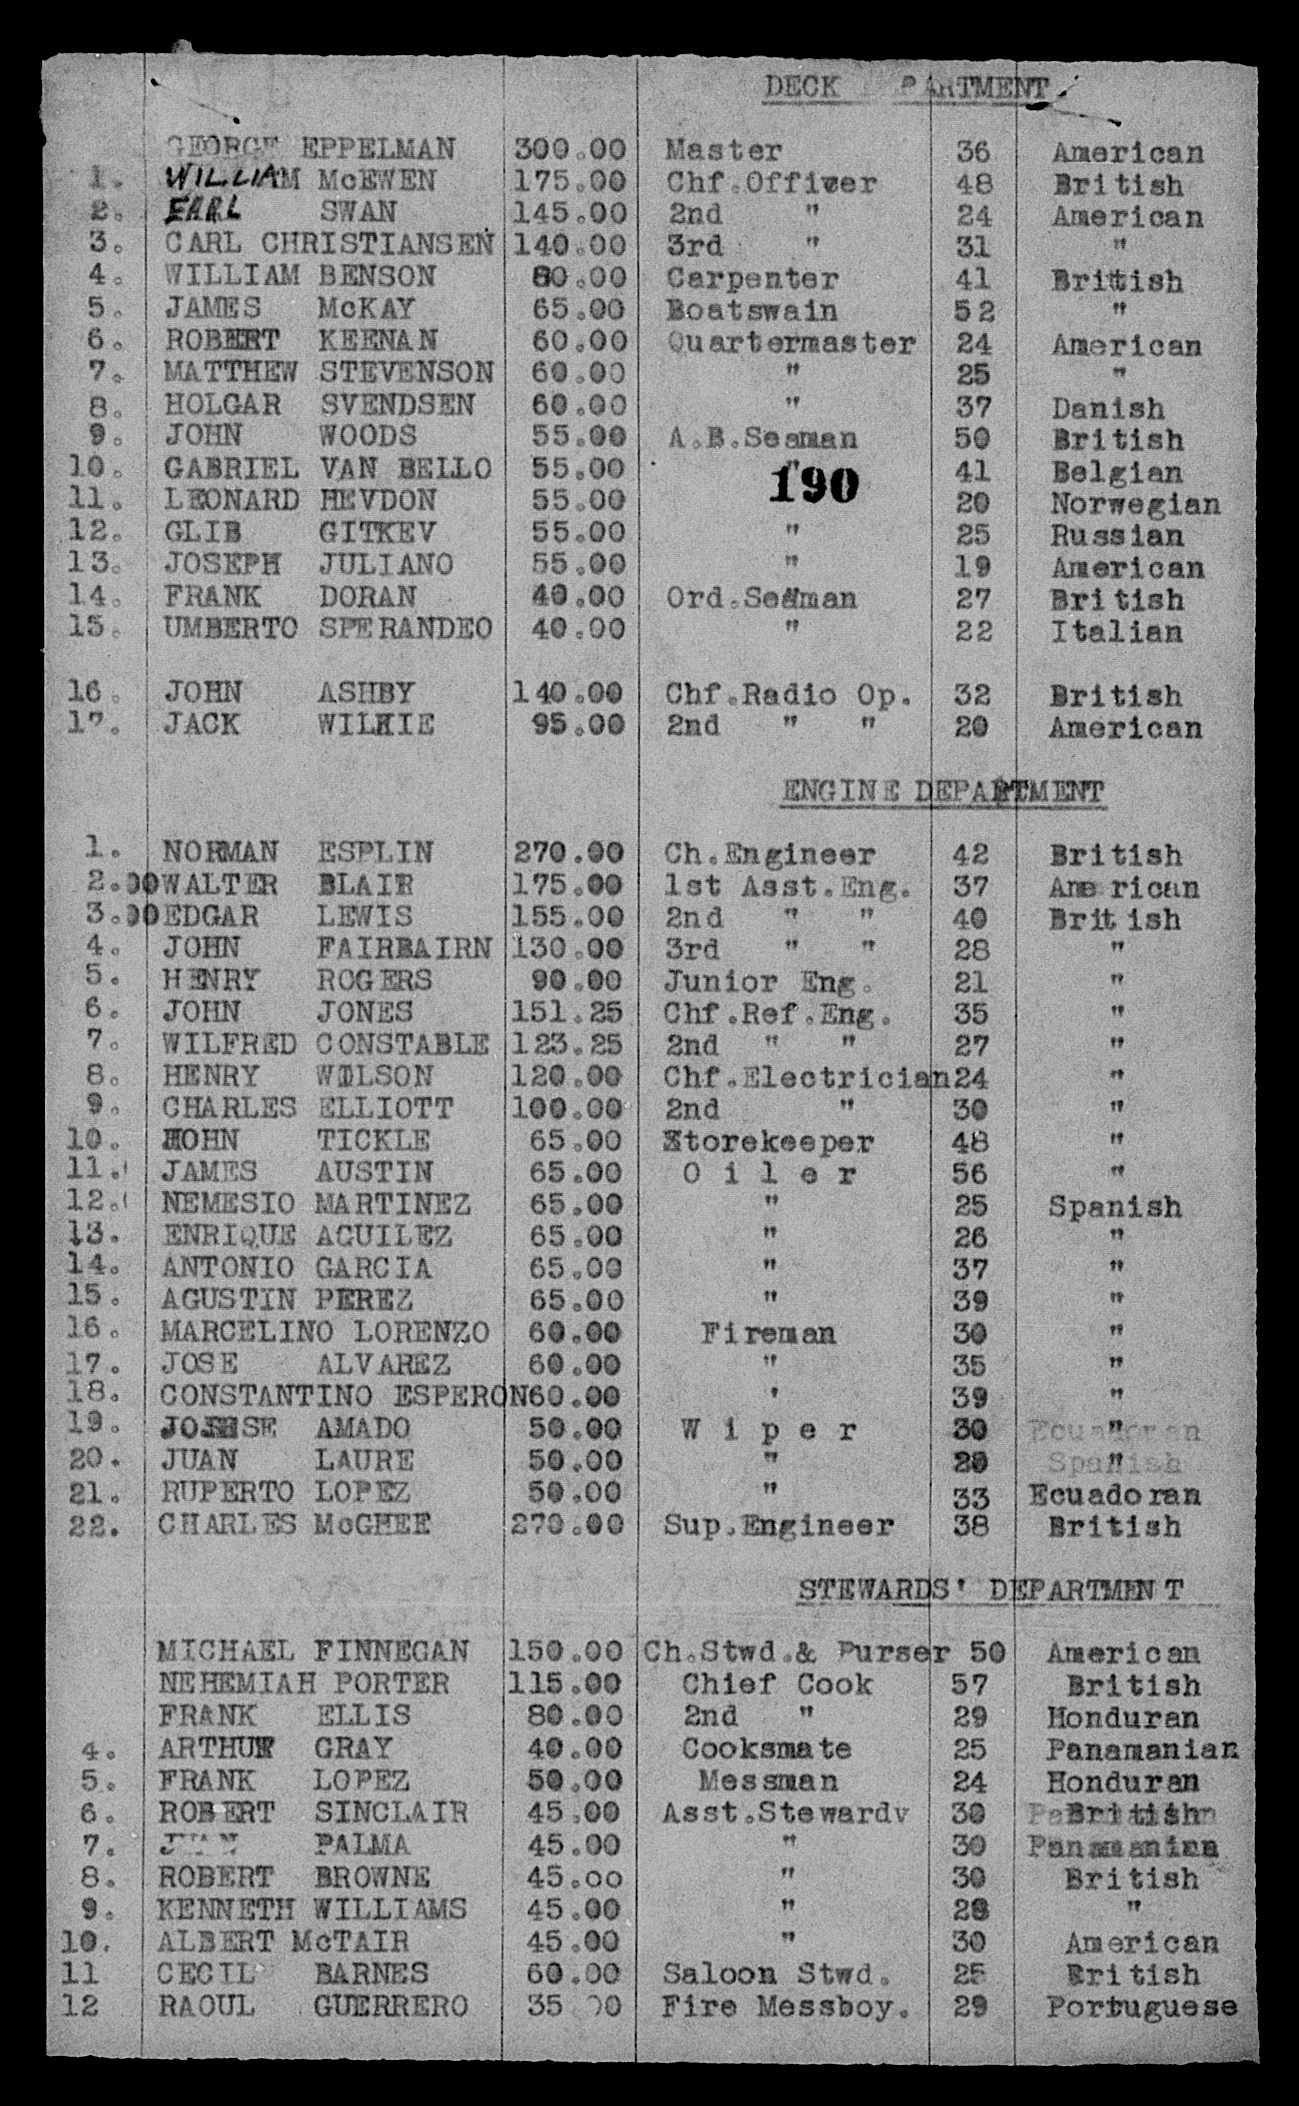 DECK DEPARTMENT
GEORGE EPPELMAN 300.00 Master 36 American
1. WILLIAM McEWEN 175.00 Chf.Officer 48 British
2. EARL SWAN 145.00 2nd " 24 American
3. CARL CHRISTIANSEN 140.00 3rd " 31 "
4. WILLIAM BENSON 80.00 Carpenter 41 British
5. JAMES McKAY 65.00 Boatswain 52 "
6. ROBERT KEENAN 60.00 Quartermaster 24 American
7. MATTHEW STEVENSON 60.00 " 25 "
8. HOLGAR SVENDSEN 60.00 " 37 Danish
9. JOHN WOODS 55.00 A.B.Seaman 50 British
10. GABRIEL VAN BELLO 55.00 " 41 Belgian
190
11. LEONARD HEVDON 55.00 20 Norwegian
12. GLIB GITKEV 55.00 " 25 Russian
13. JOSEPH JULIANO 55.00 " 19 American
14. FRANK DORAN 40.00 Ord.Seaman 27 British
15. UMBERTO SPERANDEO 40.00 " 22 Italian
16. JOHN ASHBY 140.00 Chf.Radio Op. 32 British
17. JACK WILKIE 95.00 2nd " " 20 American
ENGINE DEPARTMENT
1. NORMAN ESPLIN 270.00 Ch.Engineer 42 British
2.00 WALTER BLAIR 175.00 1st Asst.Eng. 37 American
3.00 EDGAR LEWIS 155.00 2nd " " 40 British
4. JOHN FAIRBAIRN 130.00 3rd " " 28 "
5. HENRY ROGERS 90.00 Junior Eng. 21 "
6. JOHN JONES 151.25 Chf.Ref.Eng. 35 "
7. WILFRED CONSTABLE 123.25 2nd " " 27 "
8. HENRY WILSON 120.00 Chf.Electrician 24 "
9. CHARLES ELLIOTT 100.00 2nd " 30 "
10. JOHN TICKLE 65.00 Storekeeper 48 "
11. JAMES AUSTIN 65.00 O i l e r 56 "
12. NEMESIO MARTINEZ 65.00 " 25 Spanish
13. ENRIQUE AGUILEZ 65.00 " 26 "
14. ANTONIO GARCIA 65.00 " 37 "
15. AGUSTIN PEREZ 65.00 " 39 "
16. MARCELINO LORENZO 60.00 Fireman 30 "
17. JOSE ALVAREZ 60.00 " 35 "
18. CONSTANTINO ESPERON 60.00 ' 39 "
19. JOSE AMADO 50.00 W i p e r 30 "
20. JUAN LAURE 50.00 " "
21. RUPERTO LOPEZ 50.00 " 33 Ecuadoran
22. CHARLES McGHEE 270.00 Sup.Engineer 38 British
STEWARDS' DEPARTMENT
MICHAEL FINNEGAN 150.00 Ch.Stwd.& Purser 50 American
NEHEMIAH PORTER 115.00 Chief Cook 57 British
FRANK ELLIS 80.00 2nd " 29 Honduran
4. ARTHUR GRAY 40.00 Cooksmate 25 Panamanian
5. FRANK LOPEZ 50.00 Messman 24 Honduran
6. ROBERT SINCLAIR 45.00 Asst.Stewardv 30 British
7. PALMA 45.00 " 30 Panamanian
8. ROBERT BROWNE 45.oo " 30 British
9. KENNETH WILLIAMS 45.00 " "
10. ALBERT McTAIR 45.00 " 30 American
11 CECIL BARNES 60.00 Saloon Stwd. 25 British
12 RAOUL GUERRERO 35 00 Fire Messboy. 29 Portuguese